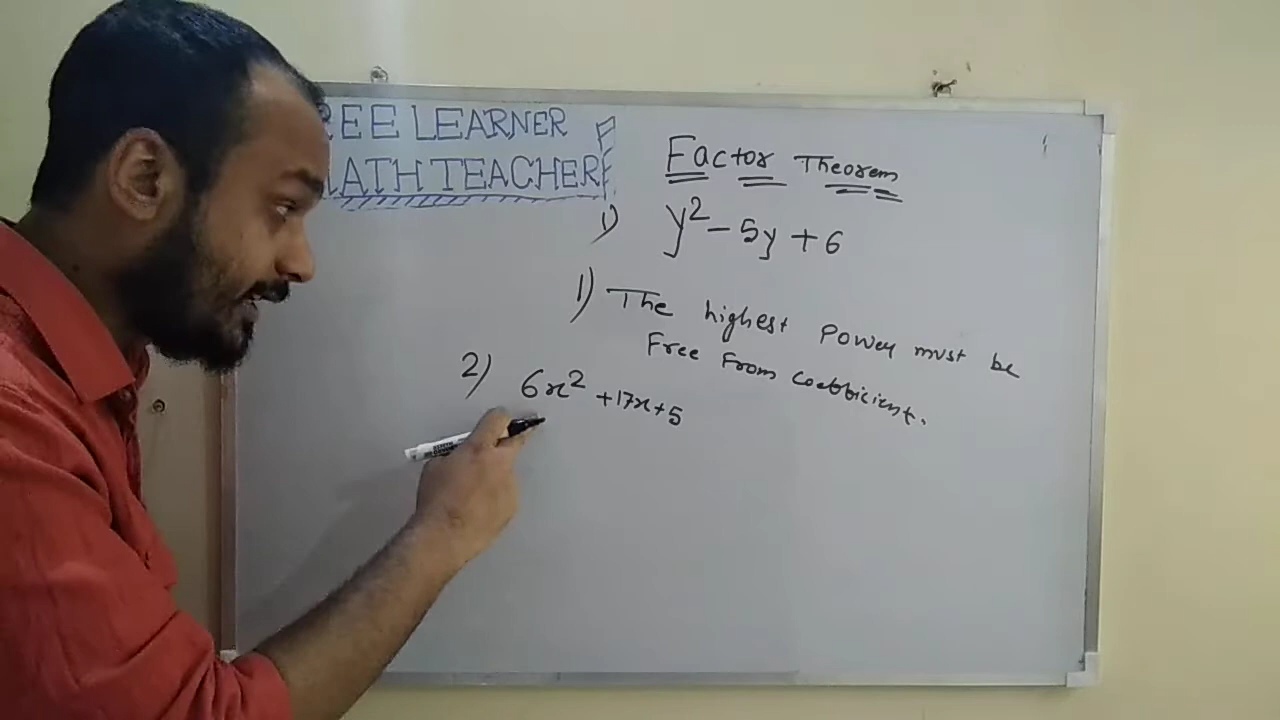 REE LEARNER
ATH TEACHER
Factor Theorem
1) y² - 5y + 6
1) The highest Power must be
Free From coefficient.
2) 6x² + 17x + 5